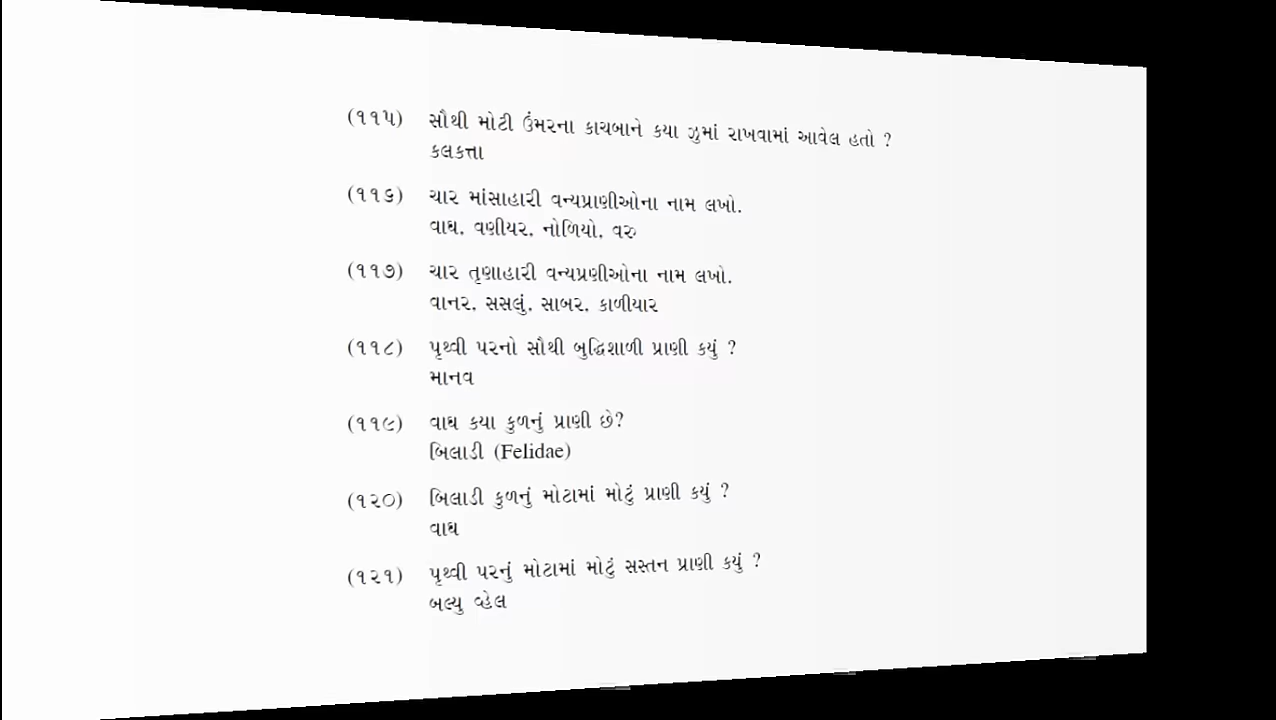 (૧૧૫) સૌથી મોટી ઉંમરના કાચબાને કયા ઝુમાં રાખવામાં આવેલ હતો ?
કલકત્તા
(૧૧૬) ચાર માંસાહારી વન્યપ્રાણીઓના નામ લખો.
વાઘ, વણીયર, નોળિયો, વરુ
(૧૧૭) ચાર તૃણાહારી વન્યપ્રણીઓના નામ લખો.
વાનર, સસલું, સાબર, કાળીયાર
(૧૧૮) પૃથ્વી પરનો સૌથી બુદ્ધિશાળી પ્રાણી કયું ?
માનવ
(૧૧૯) વાઘ કયા કુળનું પ્રાણી છે?
બિલાડી (Felidae)
(૧૨૦) બિલાડી કુળનું મોટામાં મોટું પ્રાણી કયું ?
વાઘ
(૧૨૧) પૃથ્વી પરનું મોટામાં મોટું સસ્તન પ્રાણી કયું ?
બલ્યુ વ્હેલ